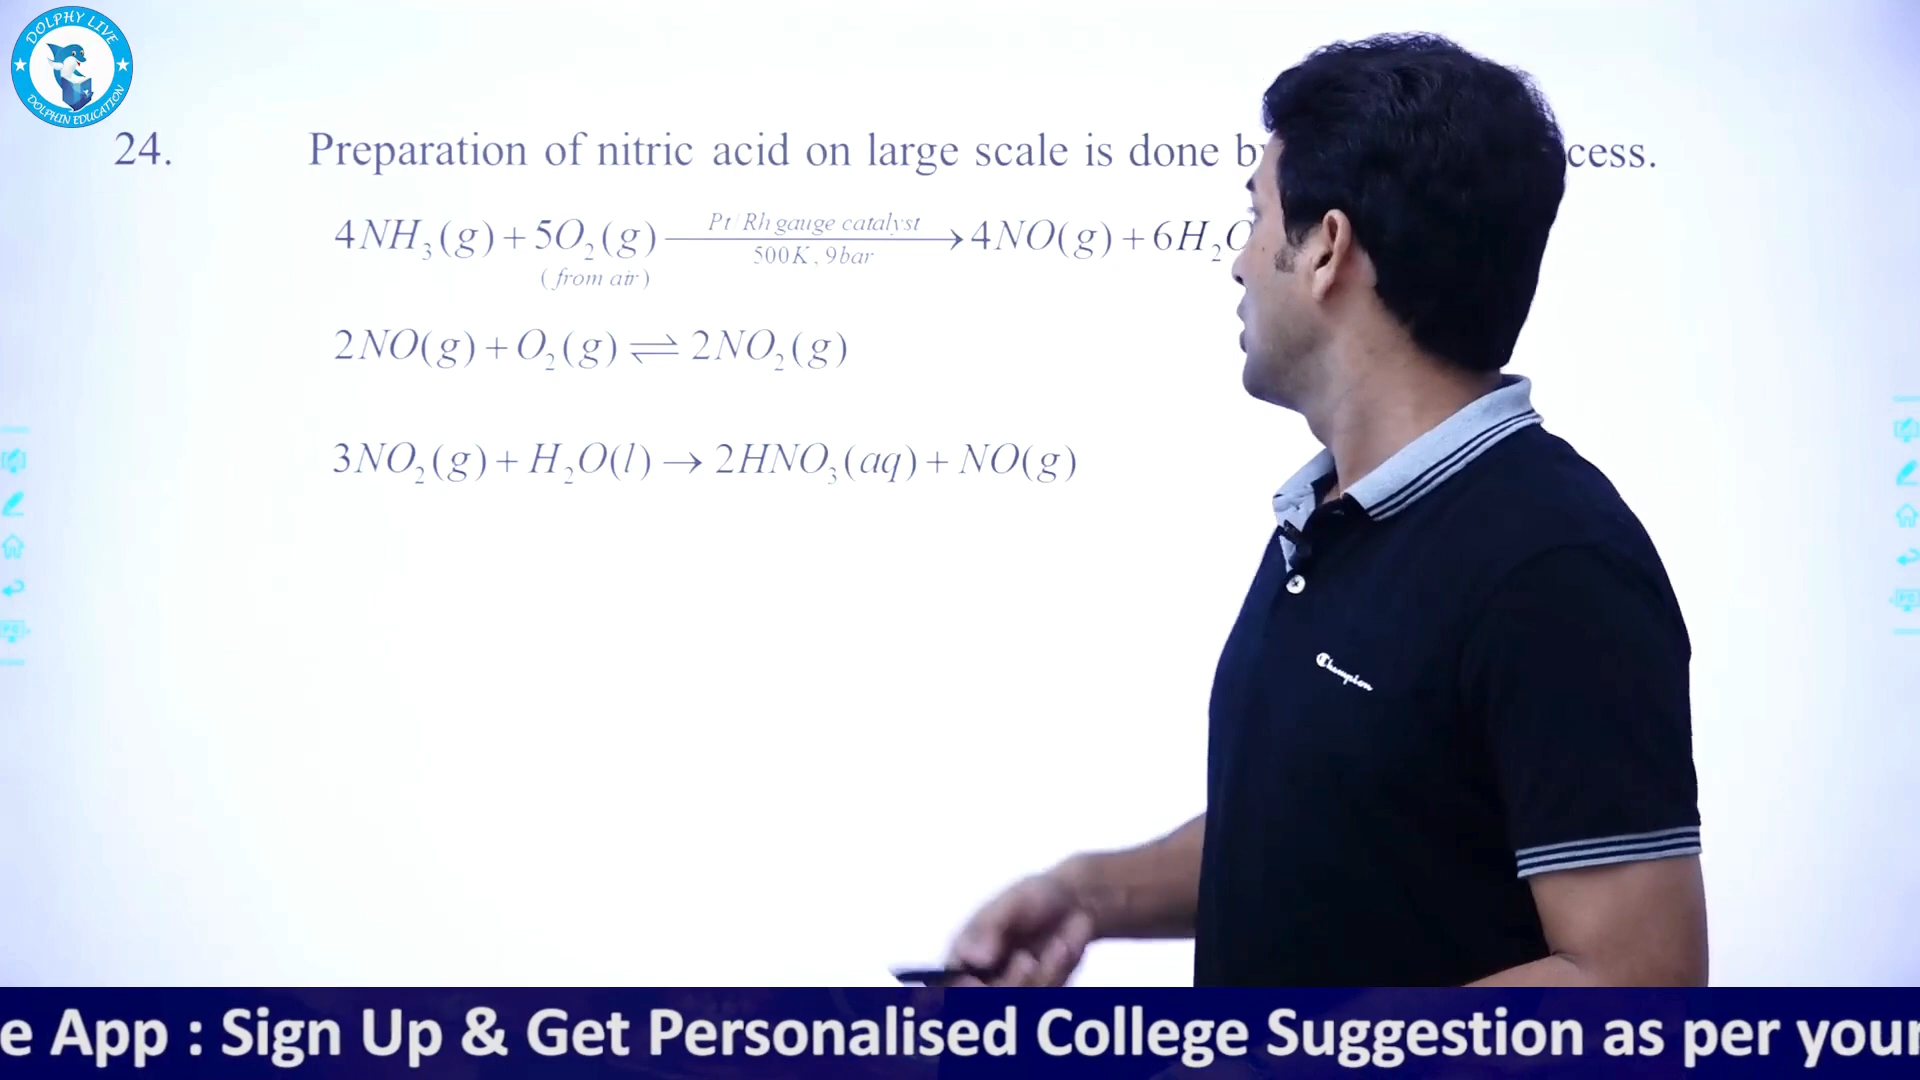 DOLPHY LIVE
DOLPHIN EDUCATION
24. Preparation of nitric acid on large scale is done b cess.
4NH₃(g)+5O₂(g) Pt/Rh gauge catalyst → 4NO(g)+6H₂O
500K, 9bar
(from air)
2NO(g)+O₂(g)⇌2NO₂(g)
3NO₂(g)+H₂O(l)→2HNO₃(aq)+NO(g)
Champion
e App : Sign Up & Get Personalised College Suggestion as per your